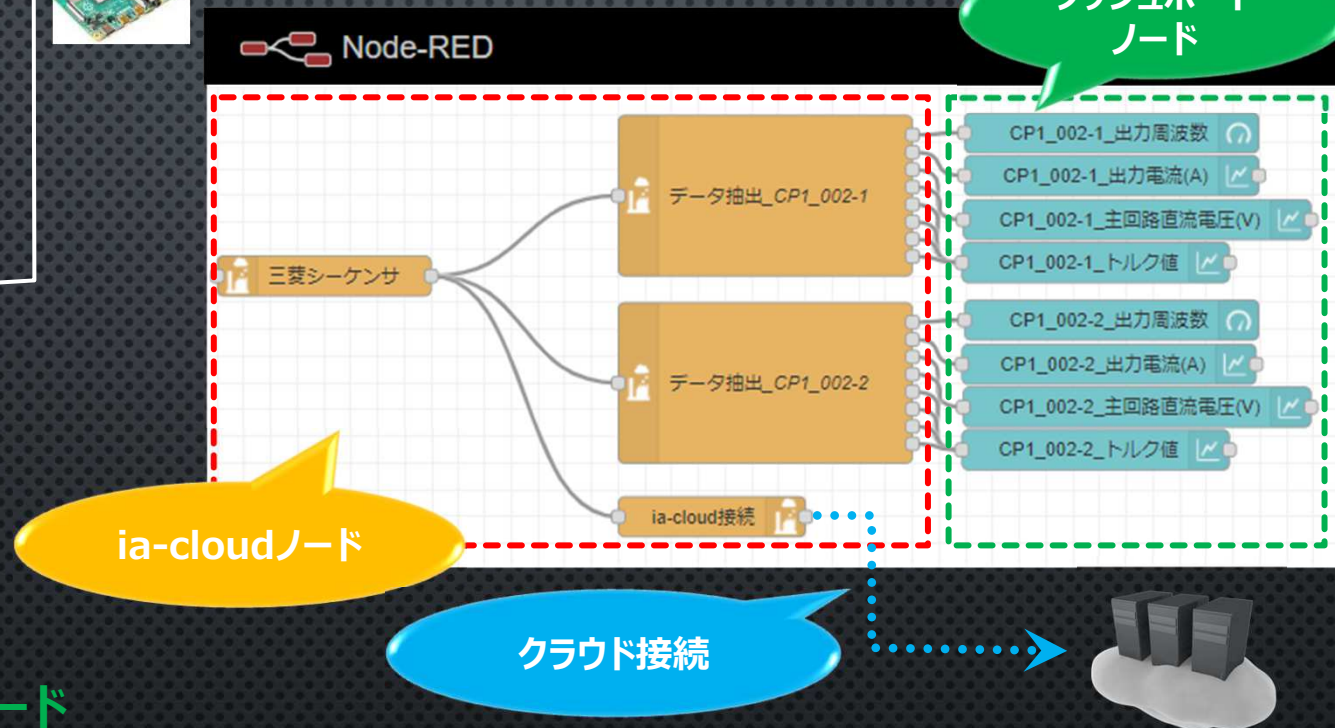 Node-RED
ノード
三菱シーケンサ
データ抽出_CP1_002-1
データ抽出_CP1_002-2
ia-cloud接続
CP1_002-1_出力周波数
CP1_002-1_出力電流(A)
CP1_002-1_主回路直流電圧(V)
CP1_002-1_トルク値
CP1_002-2_出力周波数
CP1_002-2_出力電流(A)
CP1_002-2_主回路直流電圧(V)
CP1_002-2_トルク値
ia-cloudノード
クラウド接続
ード